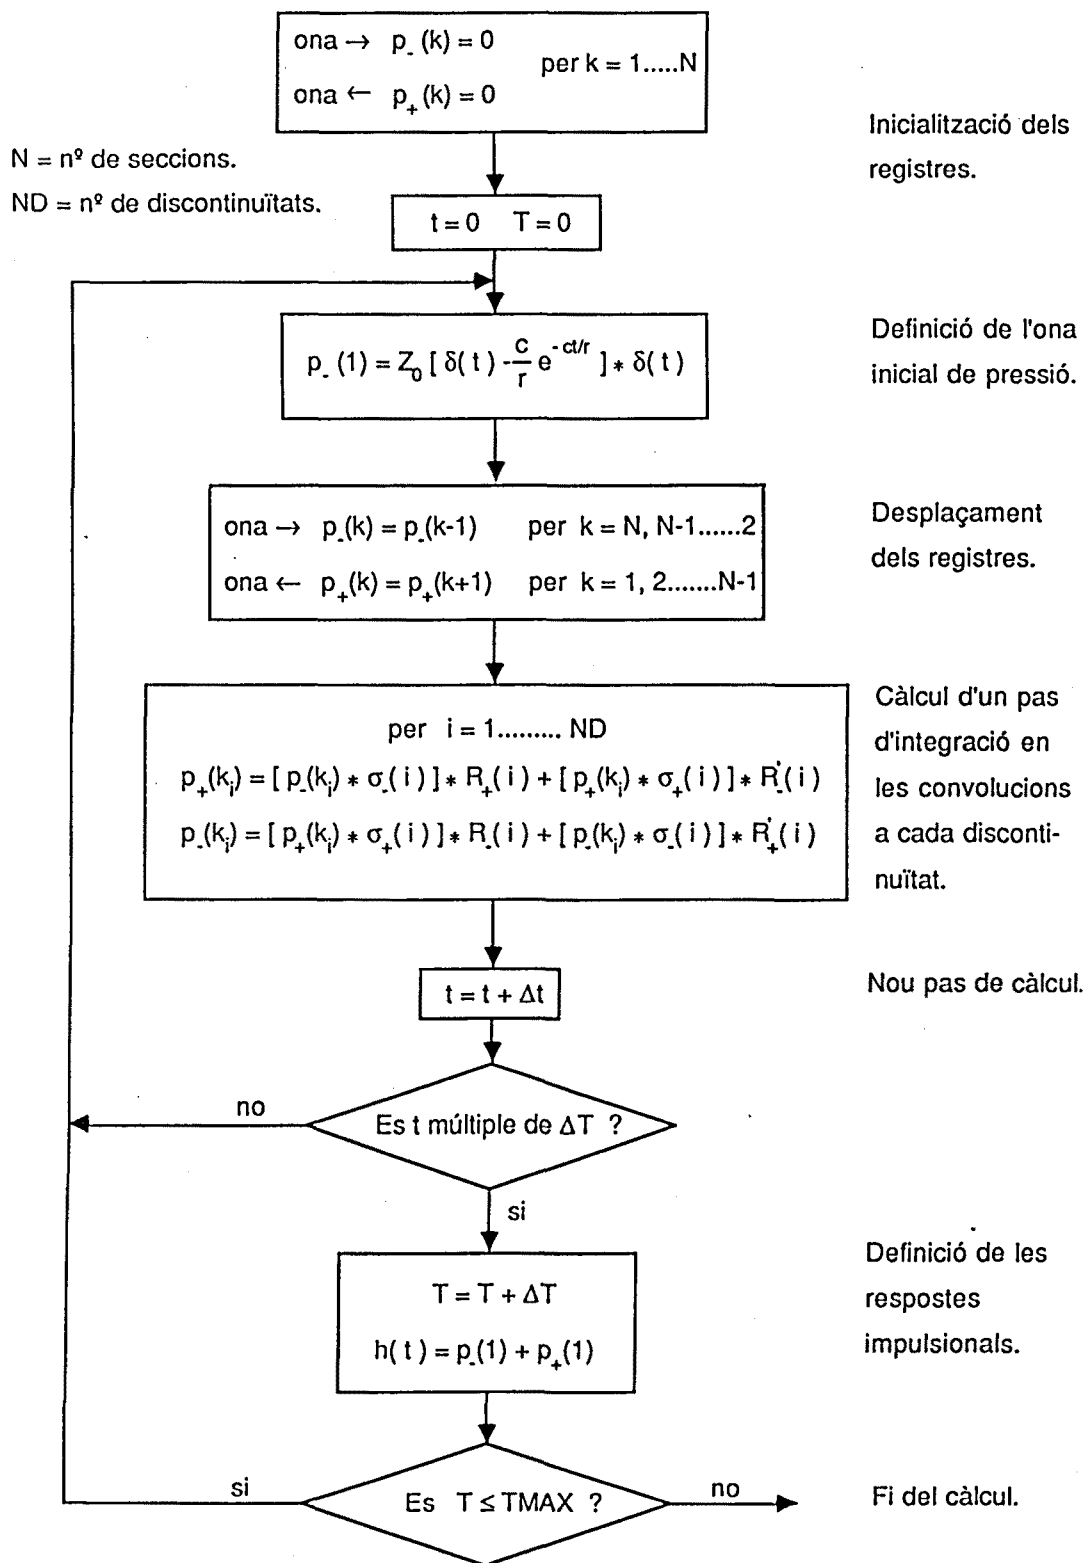 ona → p₋(k) = 0
per k = 1.....N
ona ← p₊(k) = 0
Inicialització dels
registres.
N = nº de seccions.
ND = nº de discontinuïtats.
t = 0 T = 0
Definició de l'ona
inicial de pressió.
p₋(1) = Z₀ [ δ( t ) - c/r e^(-ct/r) ] * δ( t )
Desplaçament
dels registres.
ona → p₋(k) = p₋(k-1) per k = N, N-1......2
ona ← p₊(k) = p₊(k+1) per k = 1, 2.......N-1
Càlcul d'un pas
d'integració en
les convolucions
a cada disconti-
nuïtat.
per i = 1......... ND
p₊(kᵢ) = [ p₋(kᵢ) * σ₋(i) ] * R₊(i) + [ p₊(kᵢ) * σ₊(i) ] * R'₋(i)
p₋(kᵢ) = [ p₊(kᵢ) * σ₊(i) ] * R₋(i) + [ p₋(kᵢ) * σ₋(i) ] * R'₊(i)
t = t + Δt
Nou pas de càlcul.
no
Es t múltiple de ΔT ?
si
T = T + ΔT
h( t ) = p₋(1) + p₊(1)
Definició de les
respostes
impulsionals.
si
Es T ≤ TMAX ?
no
Fi del càlcul.